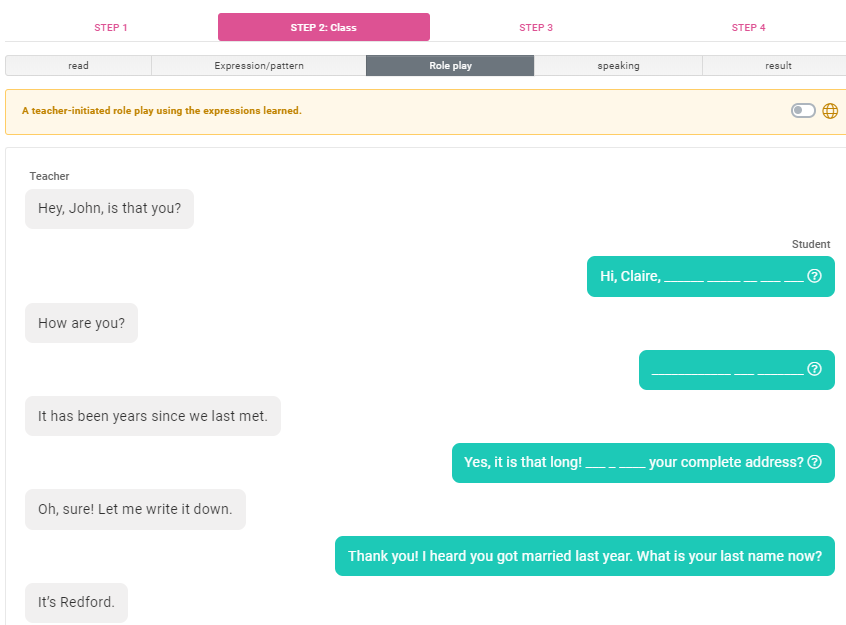 STEP 1 STEP 2: Class STEP 3 STEP 4
read Expression/pattern Role play speaking result
A teacher-initiated role play using the expressions learned.
Teacher
Hey, John, is that you?
Student
Hi, Claire, ______ _____ __ ___ ___ ?
How are you?
____________ ___ _______ ?
It has been years since we last met.
Yes, it is that long! ___ _ ____ your complete address? ?
Oh, sure! Let me write it down.
Thank you! I heard you got married last year. What is your last name now?
It’s Redford.